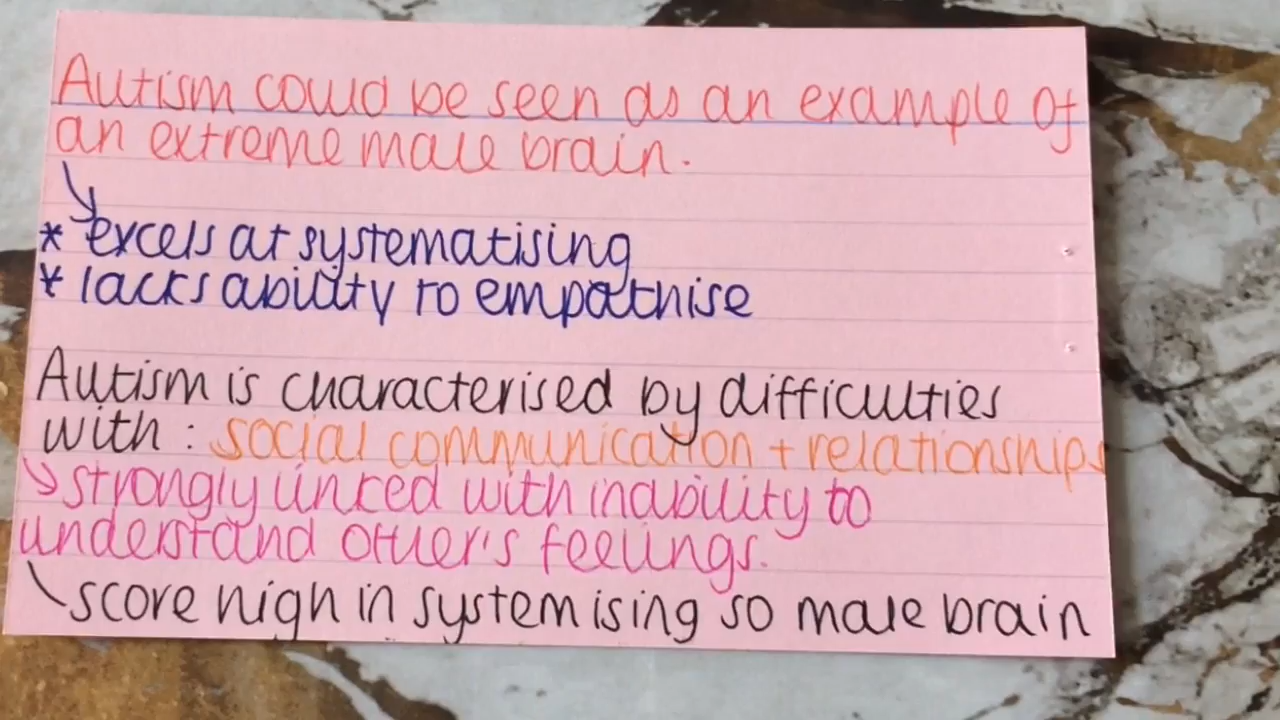 Autism could be seen as an example of
an extreme male brain.
* excels at systematising
* lacks ability to empathise
Autism is characterised by difficulties
with : social communication + relationships
strongly linked with inability to
understand other's feelings.
score high in systemising so male brain